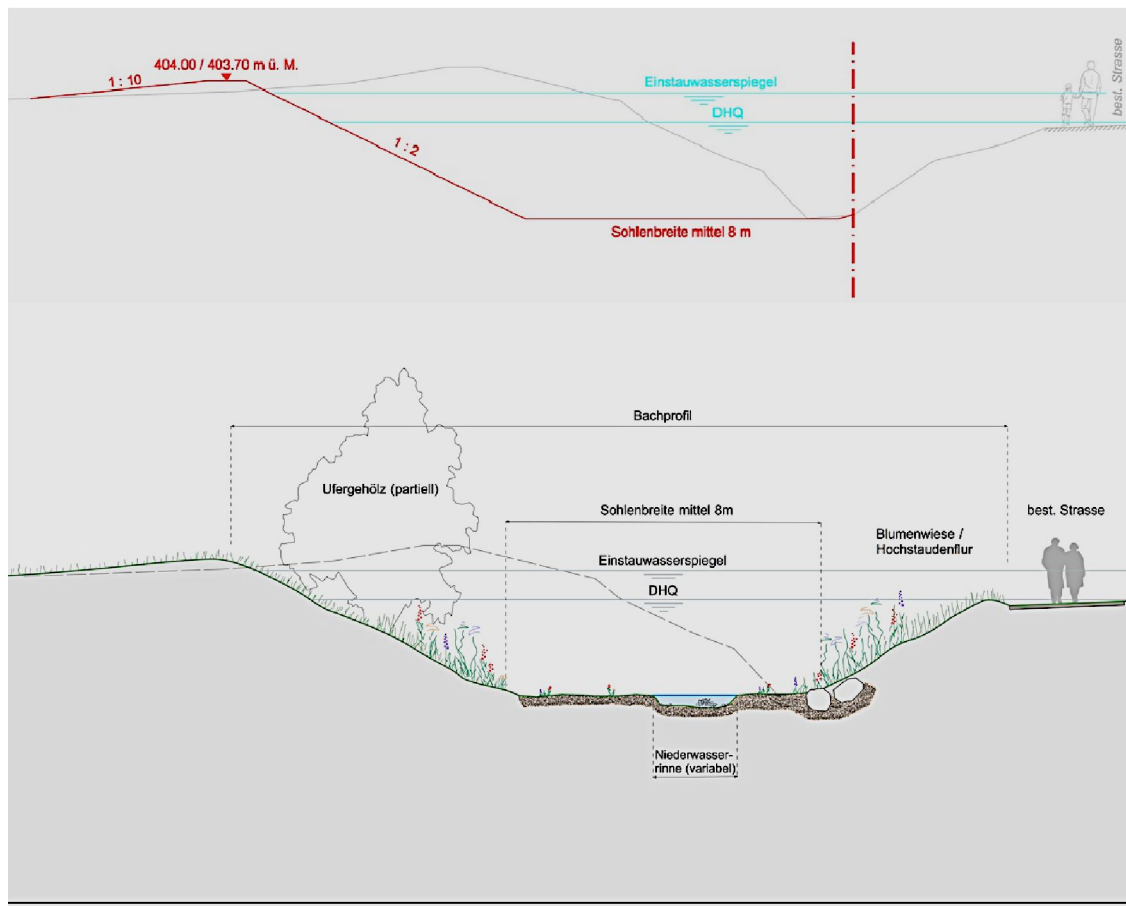 404.00 / 403.70 m ü. M.
1 : 10
Einstauwasserspiegel
DHQ
best. Strasse
1 : 2
Sohlenbreite mittel 8 m
Bachprofil
Ufergehölz (partiell)
Sohlenbreite mittel 8m
best. Strasse
Blumenwiese /
Hochstaudenflur
Einstauwasserspiegel
DHQ
Niederwasser-
rinne (variabel)